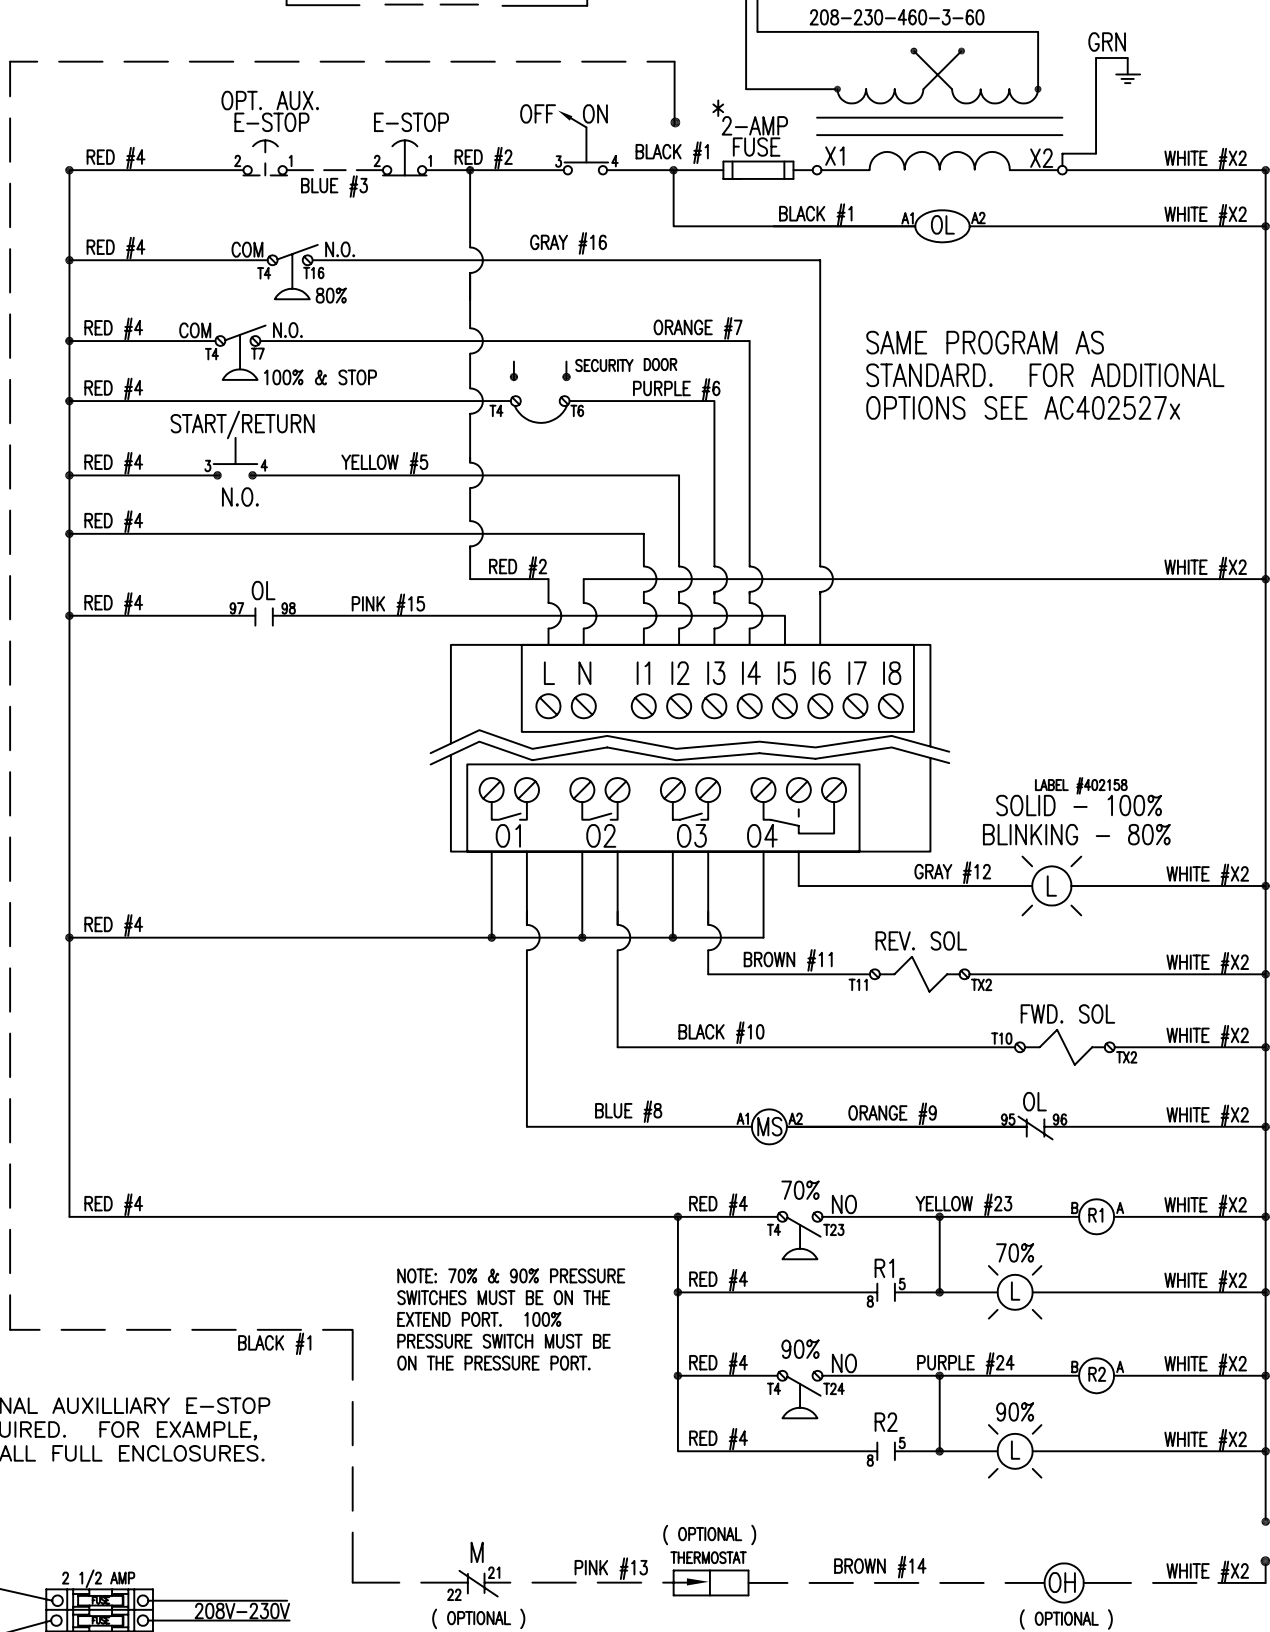 208-230-460-3-60
GRN
OPT. AUX.
E-STOP
E-STOP
OFF ON
*
2-AMP
FUSE
RED #4
2 1
BLUE #3
2 1
RED #2
3 4
BLACK #1
X1
X2
WHITE #X2
BLACK #1
A1 OL A2
WHITE #X2
RED #4
COM N.O.
T4 T16
80%
GRAY #16
RED #4
COM N.O.
T4 T7
100% & STOP
ORANGE #7
SAME PROGRAM AS
STANDARD. FOR ADDITIONAL
OPTIONS SEE AC402527x
RED #4
SECURITY DOOR
T4 T6
PURPLE #6
START/RETURN
RED #4
3 4
N.O.
YELLOW #5
RED #4
RED #2
WHITE #X2
RED #4
OL
97 98
PINK #15
L N I1 I2 I3 I4 I5 I6 I7 I8
O1 O2 O3 O4
LABEL #402158
SOLID - 100%
BLINKING - 80%
GRAY #12
L
WHITE #X2
RED #4
BROWN #11
REV. SOL
T11 TX2
WHITE #X2
BLACK #10
FWD. SOL
T10 TX2
WHITE #X2
BLUE #8
A1 MS A2
ORANGE #9
OL
95 96
WHITE #X2
RED #4
RED #4
70% NO
T4 T23
YELLOW #23
B R1 A
WHITE #X2
RED #4
R1
8 5
70%
L
WHITE #X2
NOTE: 70% & 90% PRESSURE
SWITCHES MUST BE ON THE
EXTEND PORT. 100%
PRESSURE SWITCH MUST BE
ON THE PRESSURE PORT.
BLACK #1
RED #4
90% NO
T4 T24
PURPLE #24
B R2 A
WHITE #X2
RED #4
R2
8 5
90%
L
WHITE #X2
NAL AUXILLIARY E-STOP
UIRED. FOR EXAMPLE,
ALL FULL ENCLOSURES.
M
22 21
( OPTIONAL )
PINK #13
( OPTIONAL )
THERMOSTAT
BROWN #14
OH
( OPTIONAL )
WHITE #X2
2 1/2 AMP
FUSE
FUSE
208V-230V